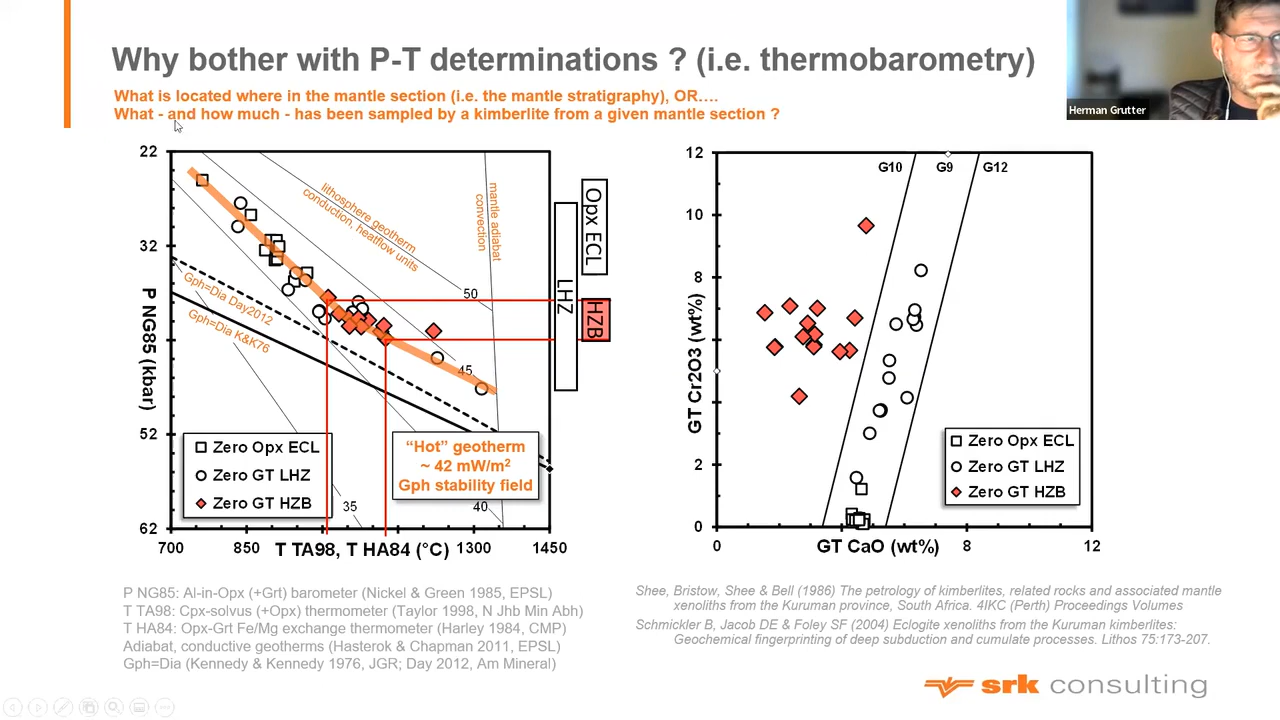 Why bother with P-T determinations ? (i.e. thermobarometry)
What is located where in the mantle section (i.e. the mantle stratigraphy), OR….
What - and how much - has been sampled by a kimberlite from a given mantle section ?
Herman Grutter
22
32
52
62
P NG85 (kbar)
700
850
1300
1450
T TA98, T HA84 (°C)
lithosphere geotherm
conduction, heatflow units
mantle adiabat
convection
Gph=Dia Day2012
Gph=Dia K&K76
50
45
40
35
Zero Opx ECL
Zero GT LHZ
Zero GT HZB
“Hot” geotherm
~ 42 mW/m²
Gph stability field
Opx ECL
LHZ
HZB
12
10
8
2
0
GT Cr2O3 (wt%)
G10
G9
G12
0
GT CaO (wt%)
8
12
Zero Opx ECL
Zero GT LHZ
Zero GT HZB
P NG85: Al-in-Opx (+Grt) barometer (Nickel & Green 1985, EPSL)
T TA98: Cpx-solvus (+Opx) thermometer (Taylor 1998, N Jhb Min Abh)
T HA84: Opx-Grt Fe/Mg exchange thermometer (Harley 1984, CMP)
Adiabat, conductive geotherms (Hasterok & Chapman 2011, EPSL)
Gph=Dia (Kennedy & Kennedy 1976, JGR; Day 2012, Am Mineral)
Shee, Bristow, Shee & Bell (1986) The petrology of kimberlites, related rocks and associated mantle
xenoliths from the Kuruman province, South Africa. 4IKC (Perth) Proceedings Volumes
Schmickler B, Jacob DE & Foley SF (2004) Eclogite xenoliths from the Kuruman kimberlites:
Geochemical fingerprinting of deep subduction and cumulate processes. Lithos 75:173-207.
srk consulting